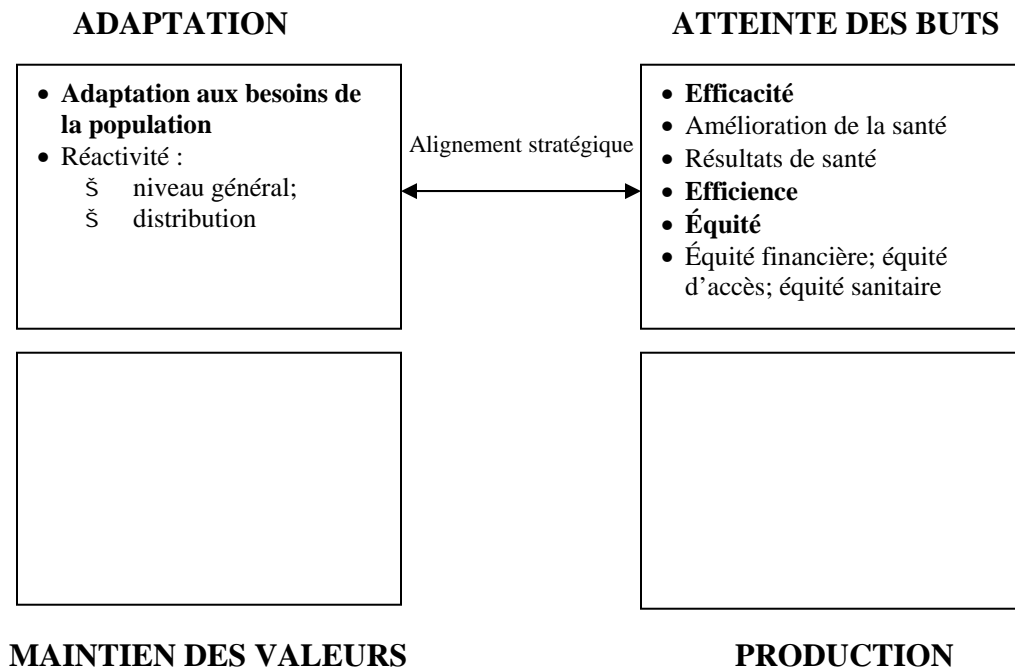 ADAPTATION
ATTEINTE DES BUTS
• Adaptation aux besoins de
la population
• Réactivité :
Š niveau général;
Š distribution
Alignement stratégique
• Efficacité
• Amélioration de la santé
• Résultats de santé
• Efficience
• Équité
• Équité financière; équité
d’accès; équité sanitaire
MAINTIEN DES VALEURS
PRODUCTION